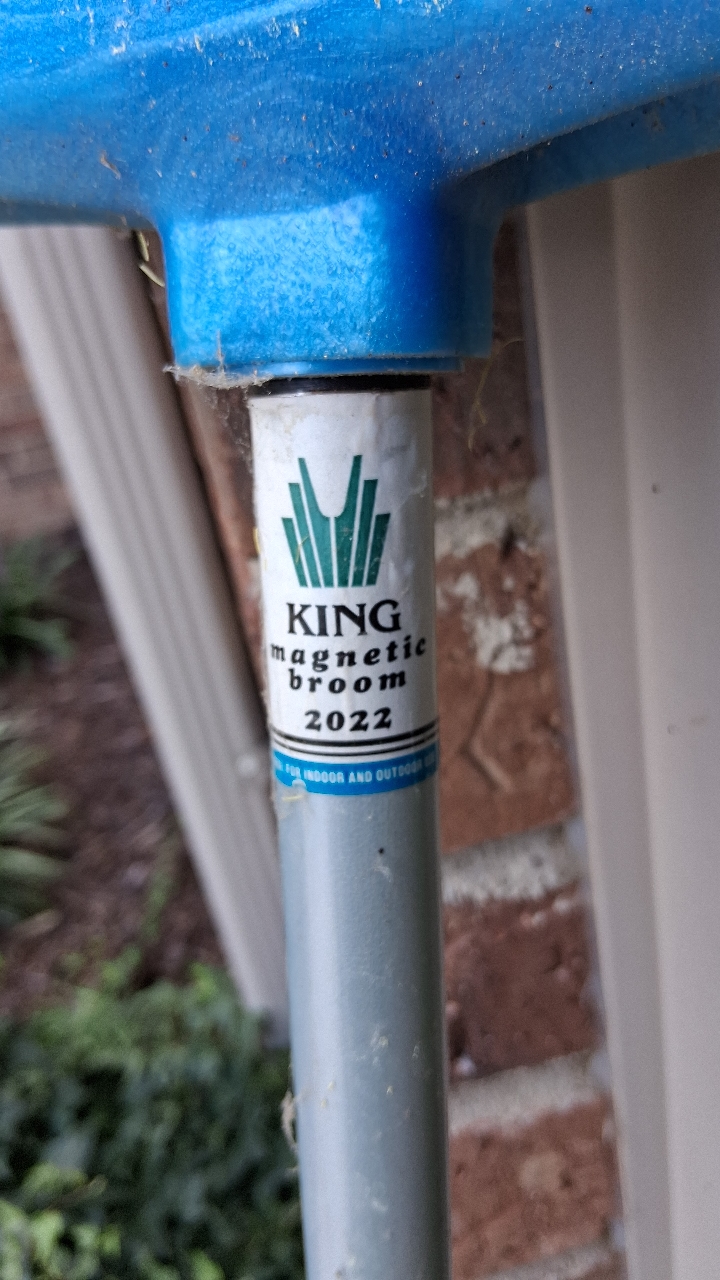 KING
magnetic
broom
2022
FOR INDOOR AND OUTDOOR